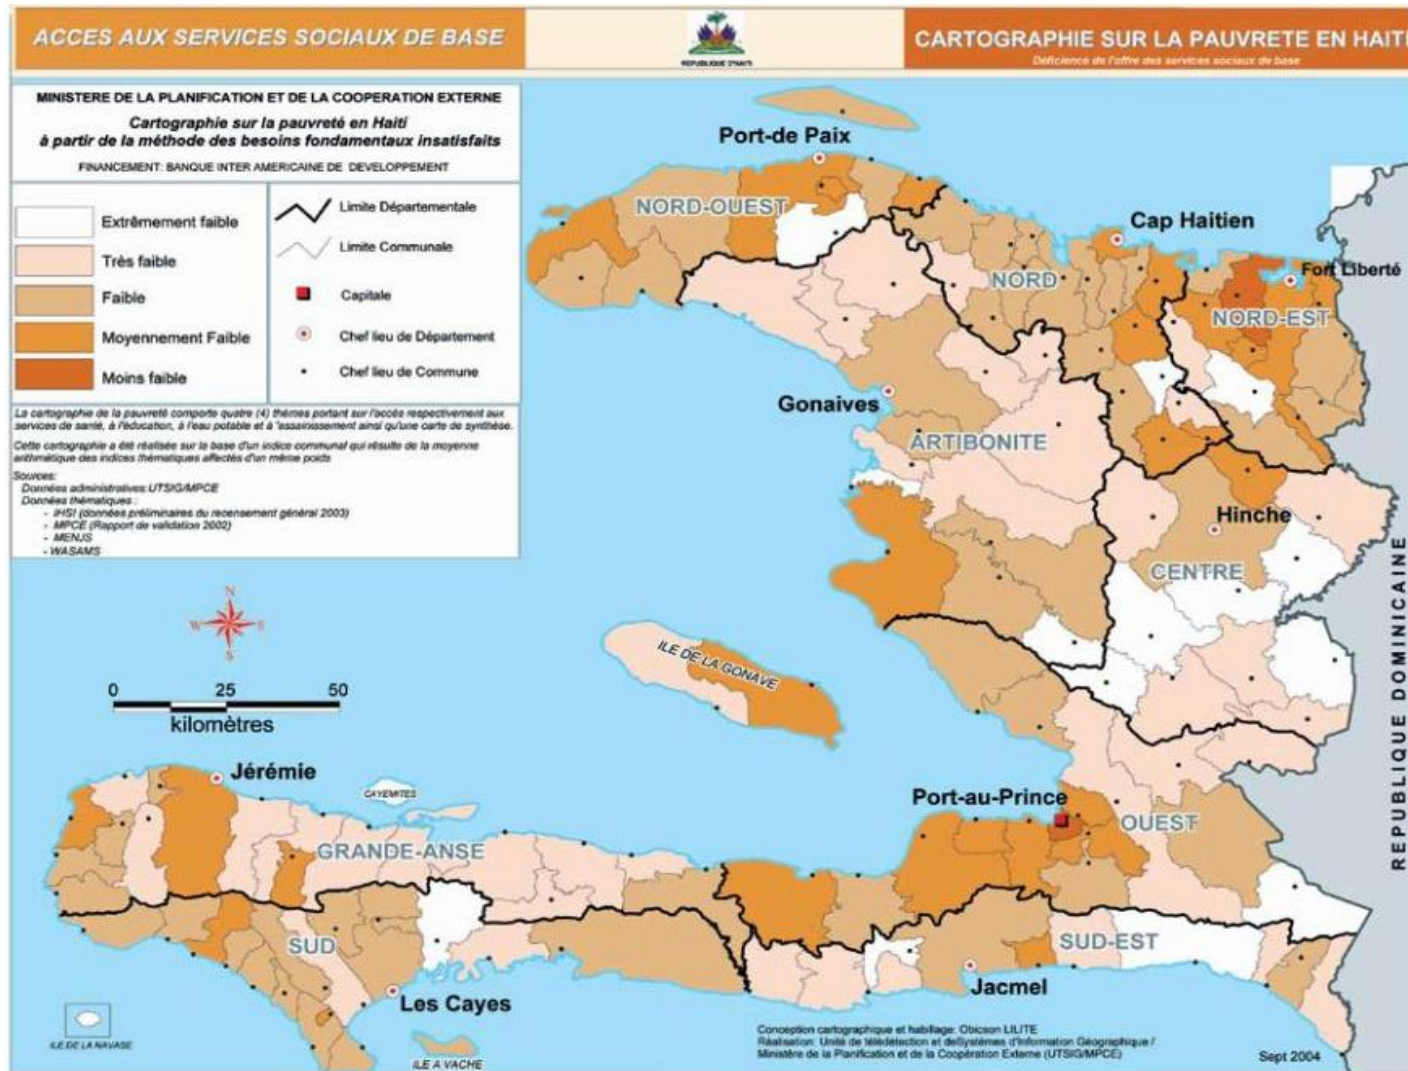 ACCES AUX SERVICES SOCIAUX DE BASE
REPUBLIQUE D'HAITI
CARTOGRAPHIE SUR LA PAUVRETE EN HAITI
Déficience de l'offre des services sociaux de base
MINISTERE DE LA PLANIFICATION ET DE LA COOPERATION EXTERNE
Cartographie sur la pauvreté en Haiti
à partir de la méthode des besoins fondamentaux insatisfaits
FINANCEMENT: BANQUE INTER AMERICAINE DE DEVELOPPEMENT
Extrêmement faible
Très faible
Faible
Moyennement Faible
Moins faible
Limite Départementale
Limite Communale
Capitale
Chef lieu de Département
Chef lieu de Commune
La cartographie de la pauvreté comporte quatre (4) thèmes portant sur l'accès respectivement aux
services de santé, à l'éducation, à l'eau potable et à 'assainissement ainsi qu'une carte de synthèse.
Cette cartographie a été réalisée sur la base d'un indice communal qui résulte de la moyenne
arithmétique des indices thématiques affectés d'un même poids
Sources:
Données administratives:UTSIG/MPCE
Données thématiques :
- IHSI (données préliminaires du recensement général 2003)
- MPCE (Rapport de validation 2002)
- MENJS
- WASAMS
N
W E
S
0 25 50
kilomètres
Port-de Paix
NORD-OUEST
Cap Haitien
NORD
Fort Liberté
NORD-EST
Gonaives
ARTIBONITE
Hinche
CENTRE
REPUBLIQUE DOMINICAINE
ILE DE LA GONAVE
Jérémie
CAYEMITES
GRANDE-ANSE
Port-au-Prince
OUEST
SUD
SUD-EST
Les Cayes
Jacmel
ILE DE LA NAVASE
ILE A VACHE
Conception cartographique et habillage: Obicson LILITE
Réalisation: Unité de télédétection et deSystèmes d'Information Géographique /
Ministère de la Planification et de la Coopération Externe (UTSIG/MPCE)
Sept 2004